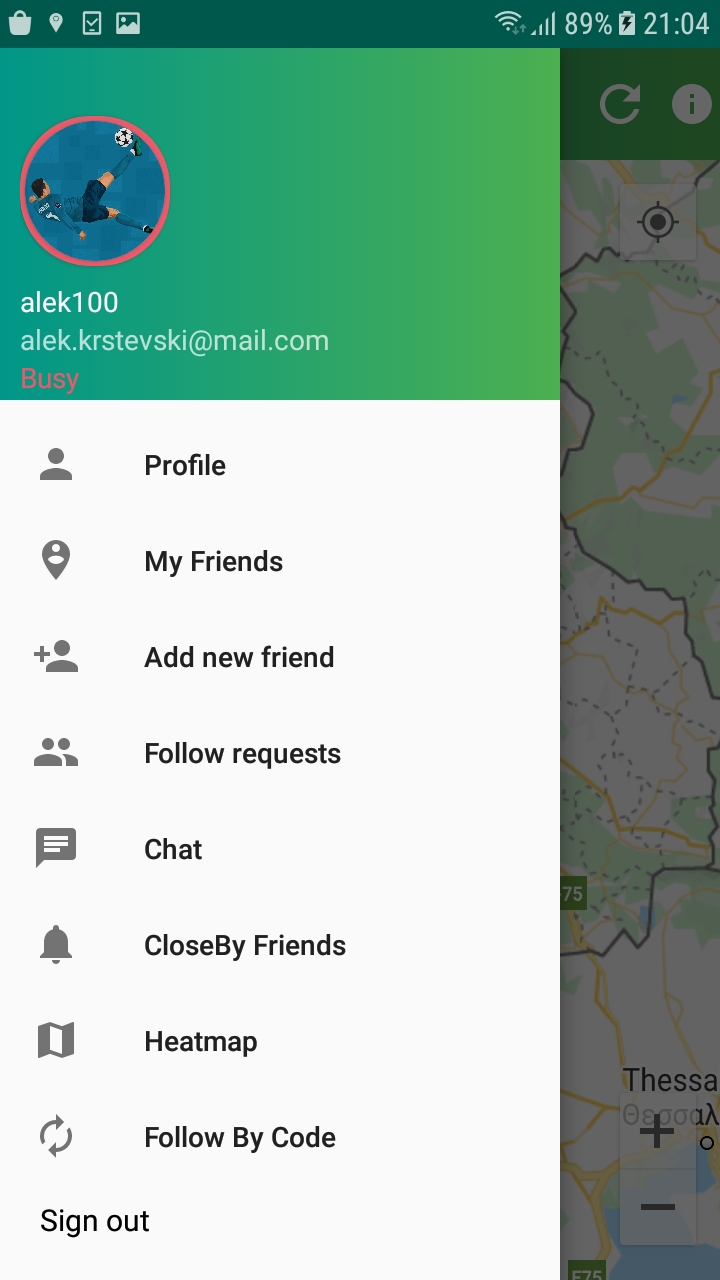 89% 21:04
alek100
alek.krstevski@mail.com
Busy
Profile
My Friends
Add new friend
Follow requests
Chat
CloseBy Friends
Heatmap
Follow By Code
Sign out
75
Thessa
Θεσσαλ
E75